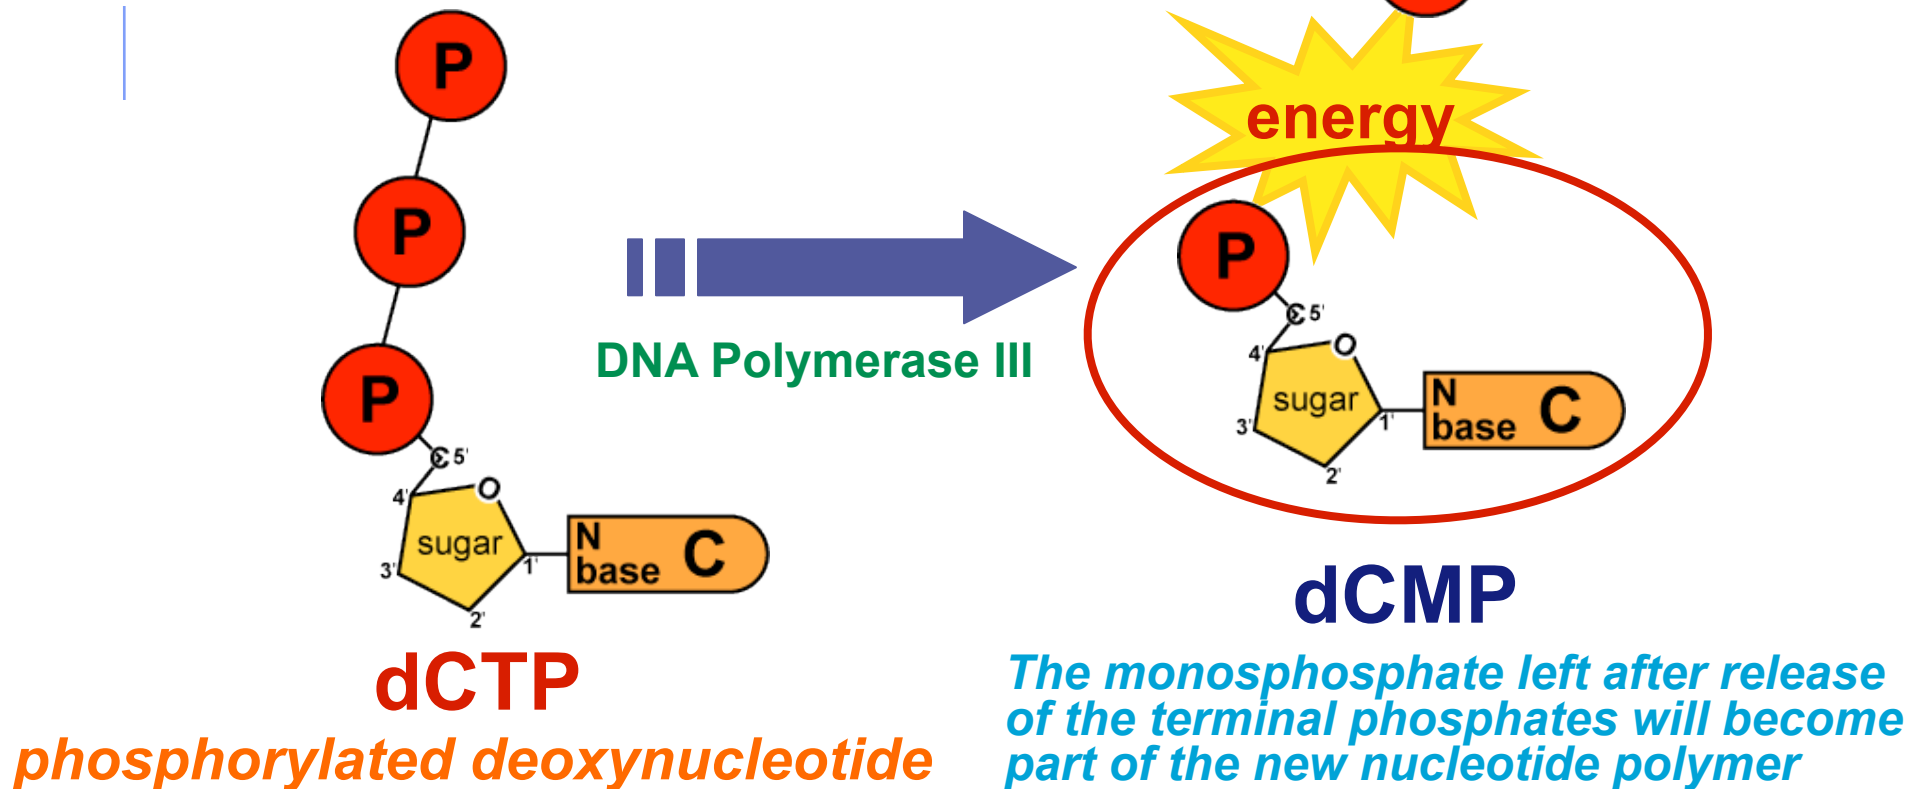 P
P
P
C 5'
4'
O
sugar
3'
1'
2'
N
base C
dCTP
phosphorylated deoxynucleotide
DNA Polymerase III
energy
P
C 5'
4'
O
sugar
3'
1'
2'
N
base C
dCMP
The monosphosphate left after release
of the terminal phosphates will become
part of the new nucleotide polymer